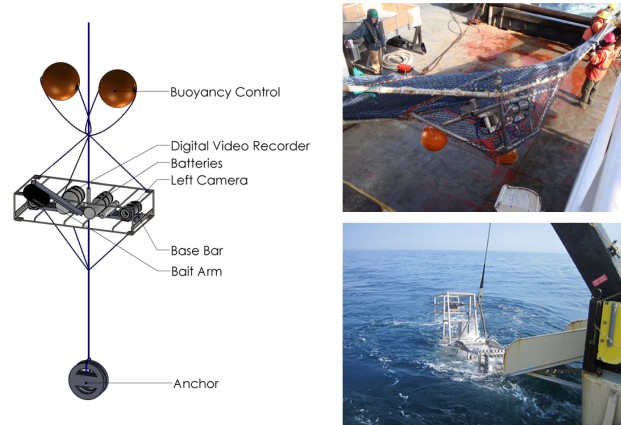 Buoyancy Control
Digital Video Recorder
Batteries
Left Camera
Base Bar
Bait Arm
Anchor